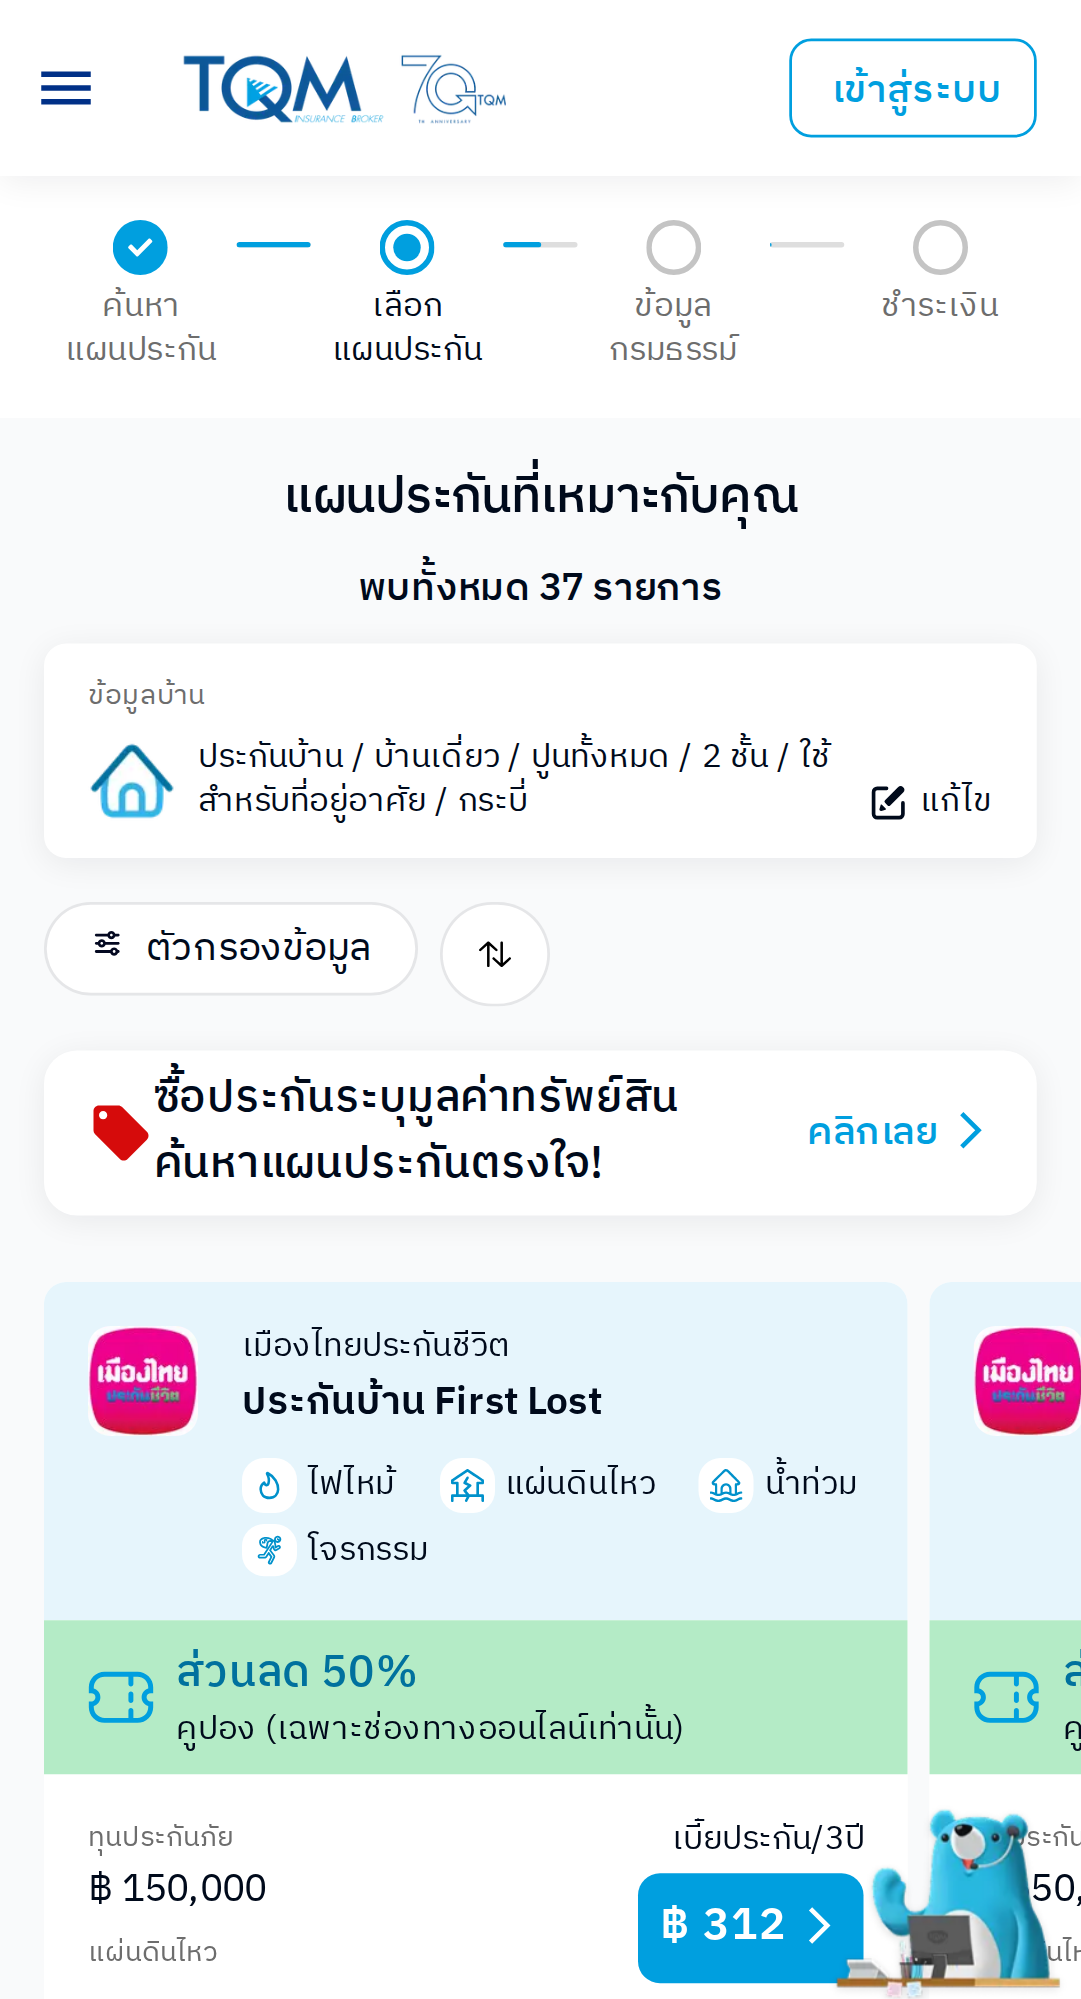 TQM
INSURANCE BROKER
70
TQM
TH ANNIVERSARY
เข้าสู่ระบบ
ค้นหา
แผนประกัน
เลือก
แผนประกัน
ข้อมูล
กรมธรรม์
ชำระเงิน
แผนประกันที่เหมาะกับคุณ
พบทั้งหมด 37 รายการ
ข้อมูลบ้าน
ประกันบ้าน / บ้านเดี่ยว / ปูนทั้งหมด / 2 ชั้น / ใช้
สำหรับที่อยู่อาศัย / กระบี่
แก้ไข
ตัวกรองข้อมูล
ซื้อประกันระบุมูลค่าทรัพย์สิน
ค้นหาแผนประกันตรงใจ!
คลิกเลย
เมืองไทย
ประกันชีวิต
เมืองไทยประกันชีวิต
ประกันบ้าน First Lost
ไฟไหม้
แผ่นดินไหว
น้ำท่วม
โจรกรรม
ส่วนลด 50%
คูปอง (เฉพาะช่องทางออนไลน์เท่านั้น)
ทุนประกันภัย
฿ 150,000
แผ่นดินไหว
เบี้ยประกัน/3ปี
฿ 312
เมืองไทย
ประกันชีวิต